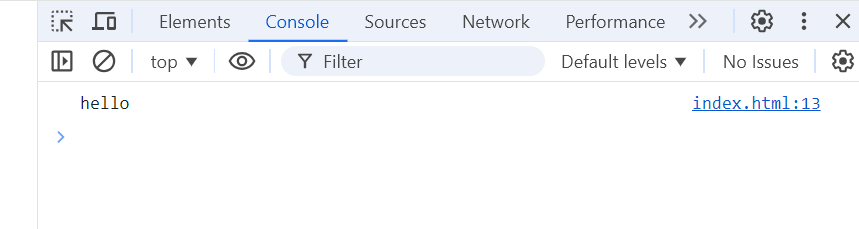 Elements Console Sources Network Performance
top Filter Default levels No Issues
hello index.html:13